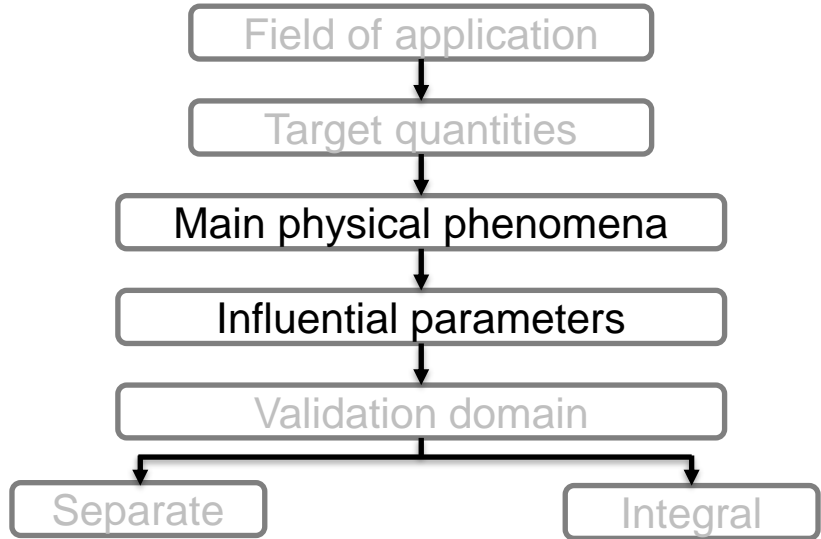 Field of application
Target quantities
Main physical phenomena
Influential parameters
Validation domain
Separate
Integral